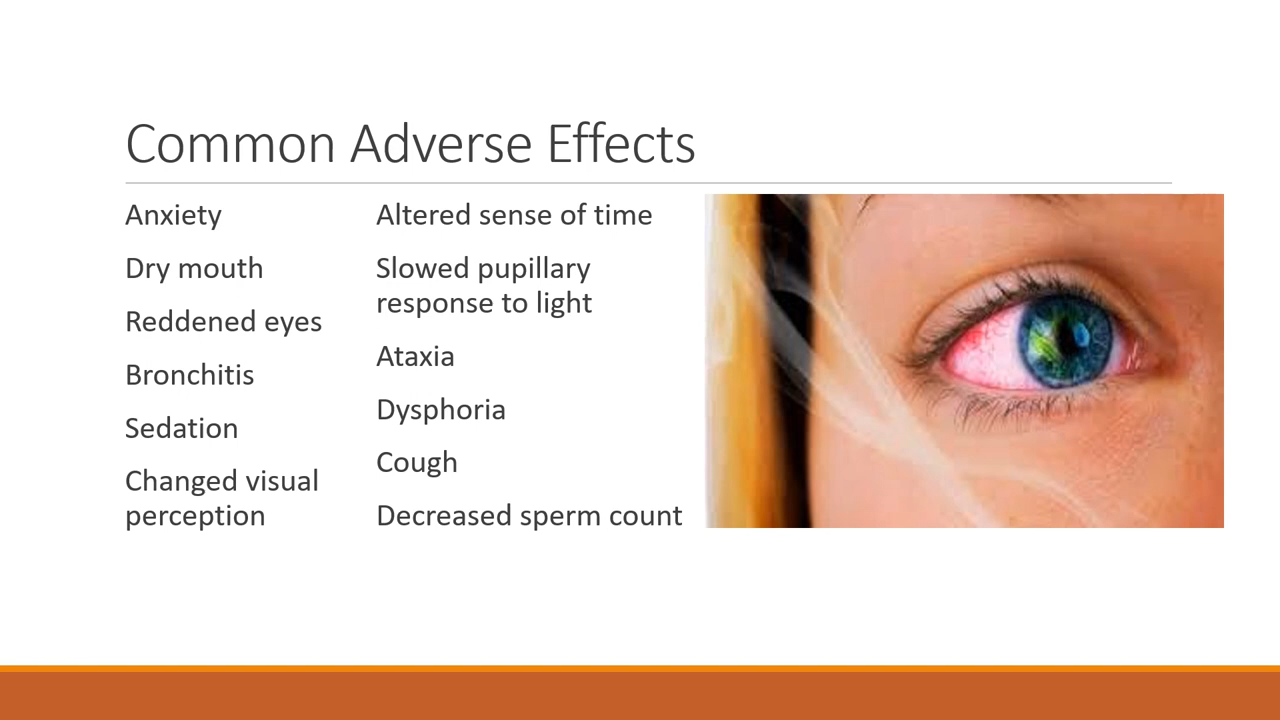 Common Adverse Effects
Anxiety
Dry mouth
Reddened eyes
Bronchitis
Sedation
Changed visual
perception
Altered sense of time
Slowed pupillary
response to light
Ataxia
Dysphoria
Cough
Decreased sperm count